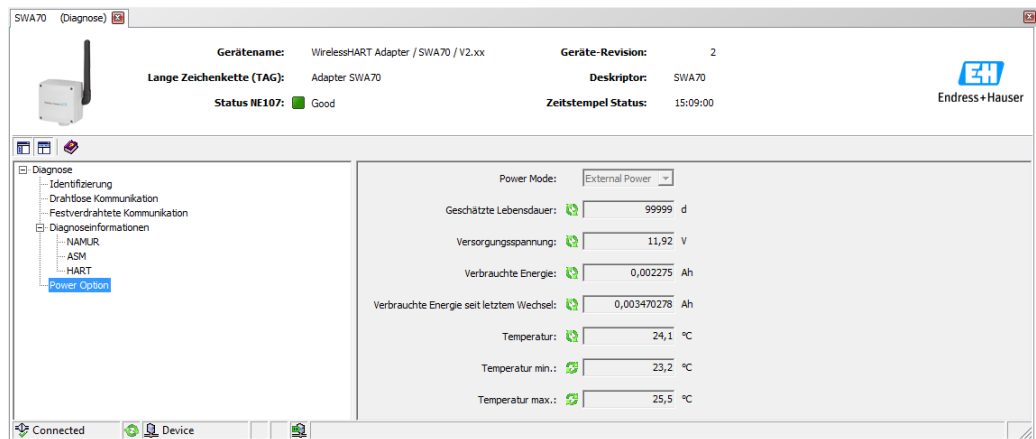 SWA70 (Diagnose)
Gerätename: WirelessHART Adapter / SWA70 / V2.xx Geräte-Revision: 2
Lange Zeichenkette (TAG): Adapter SWA70 Deskriptor: SWA70
Status NE107: Good Zeitstempel Status: 15:09:00
EH
Endress+Hauser
Diagnose
Identifizierung
Drahtlose Kommunikation
Festverdrahtete Kommunikation
Diagnoseinformationen
NAMUR
ASM
HART
Power Option
Power Mode: External Power
Geschätzte Lebensdauer: 99999 d
Versorgungsspannung: 11,92 V
Verbrauchte Energie: 0,002275 Ah
Verbrauchte Energie seit letztem Wechsel: 0,003470278 Ah
Temperatur: 24,1 °C
Temperatur min.: 23,2 °C
Temperatur max.: 25,5 °C
Connected Device